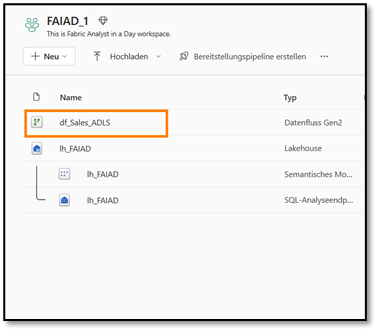 FAIAD_1
This is Fabric Analyst in a Day workspace.
Neu Hochladen Bereitstellungspipeline erstellen ...
Name Typ
df_Sales_ADLS Datenfluss Gen2
lh_FAIAD Lakehouse
lh_FAIAD Semantisches Mo...
lh_FAIAD SQL-Analyseendp...